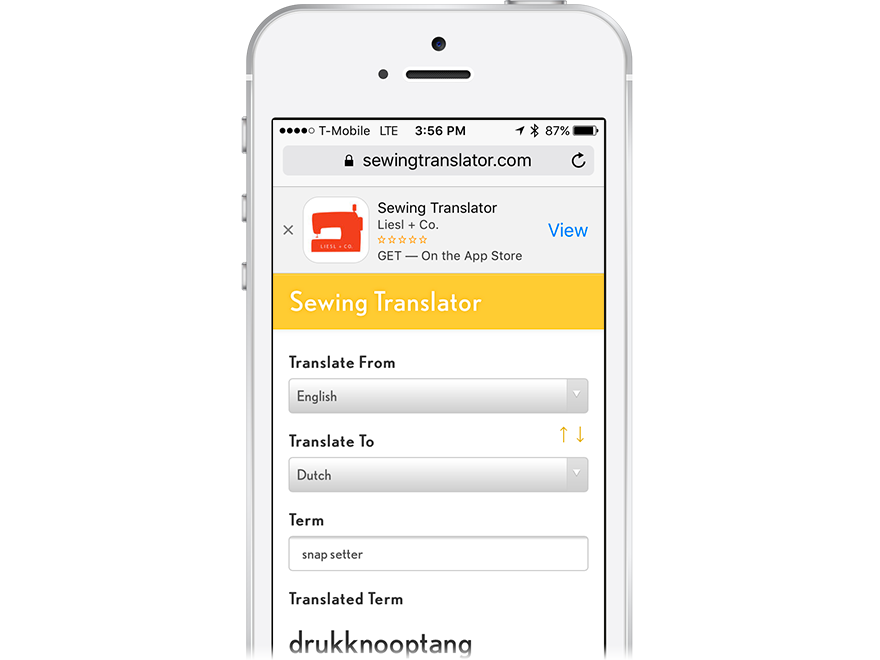 T-Mobile LTE 3:56 PM 87%
sewingtranslator.com
Sewing Translator
Liesl + Co.
LIESL + CO.
GET — On the App Store
View
Sewing Translator
Translate From
English
Translate To
Dutch
Term
snap setter
Translated Term
drukknooptang